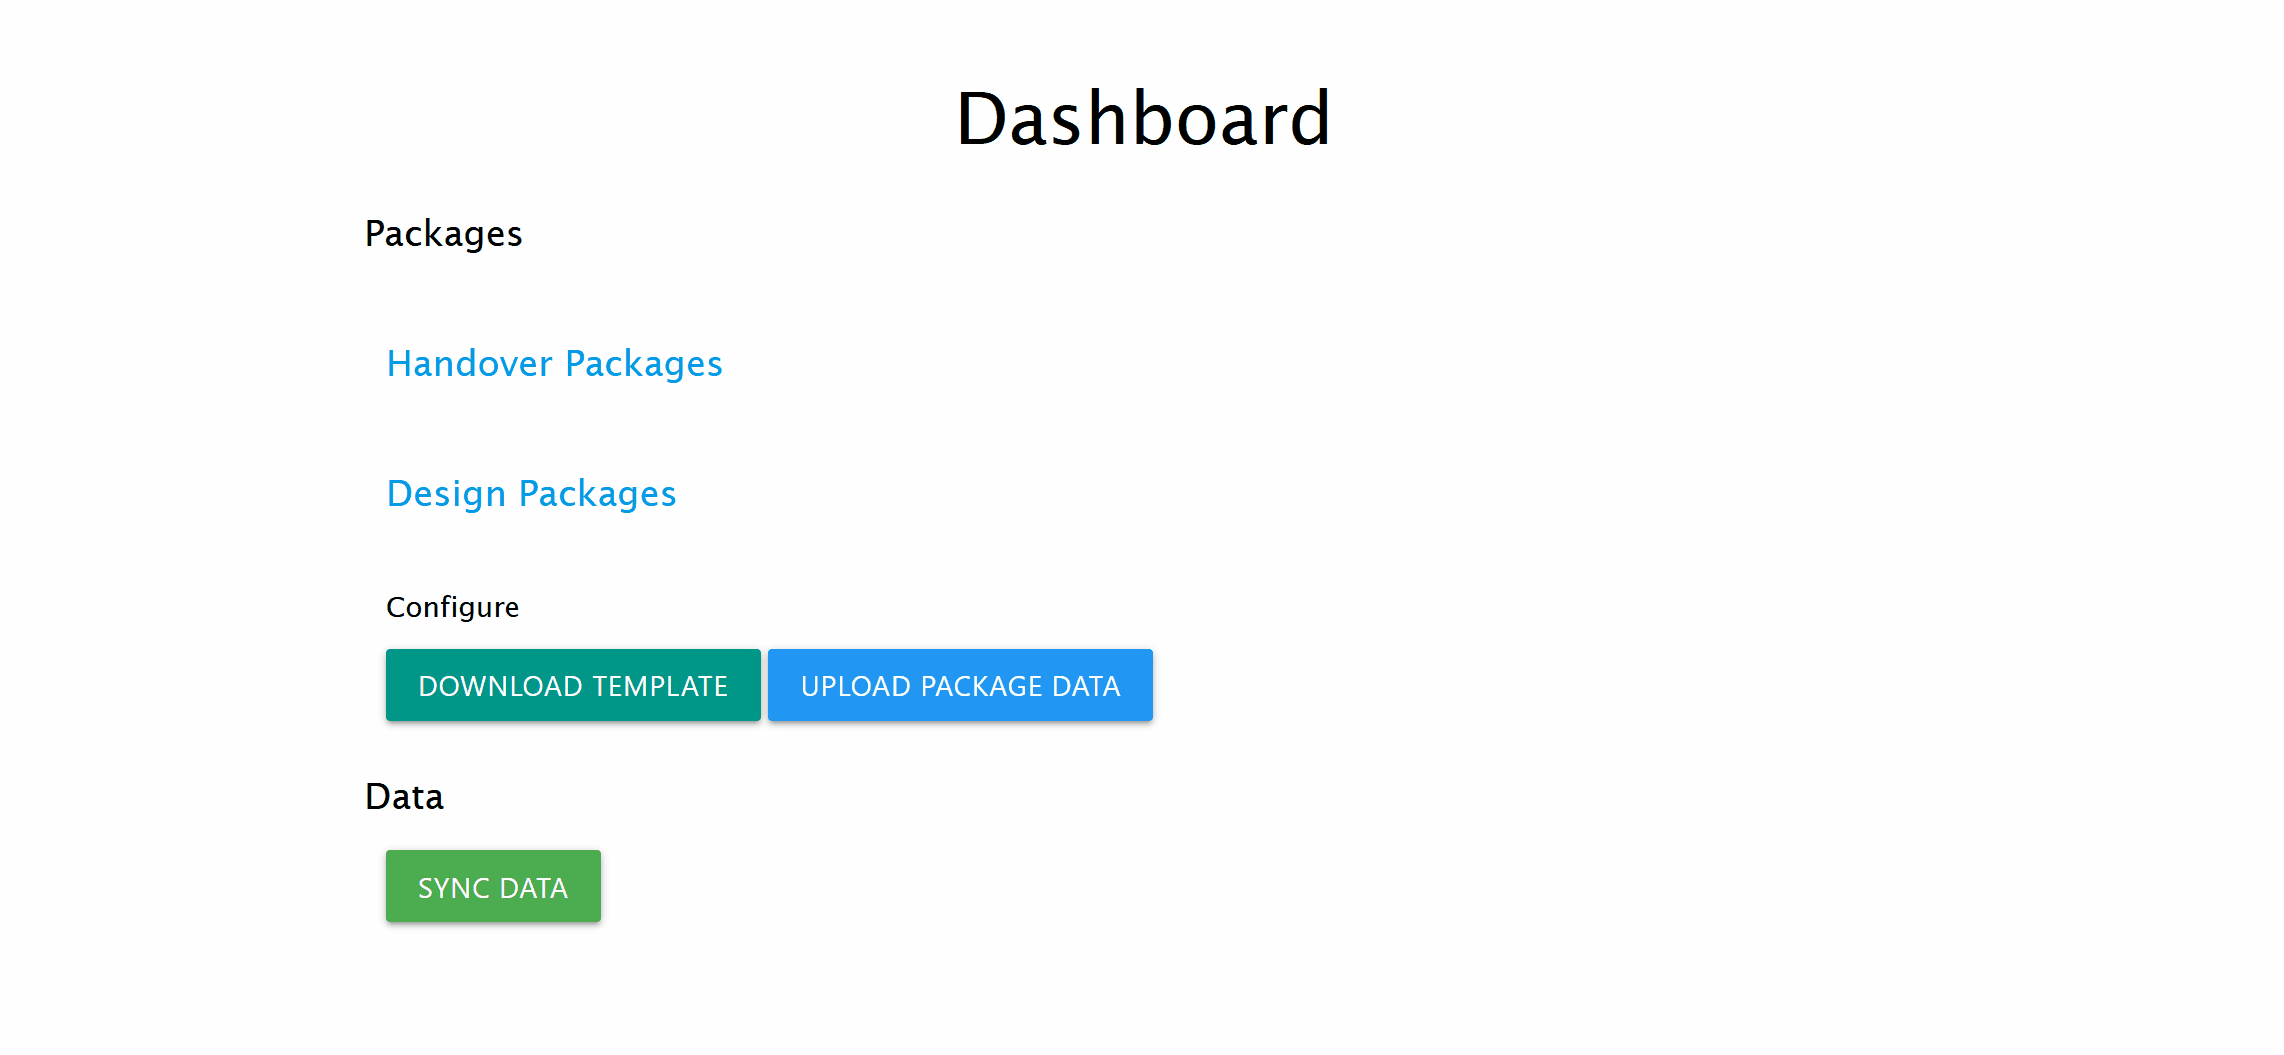 Dashboard
Packages
Handover Packages
Design Packages
Configure
DOWNLOAD TEMPLATE UPLOAD PACKAGE DATA
Data
SYNC DATA